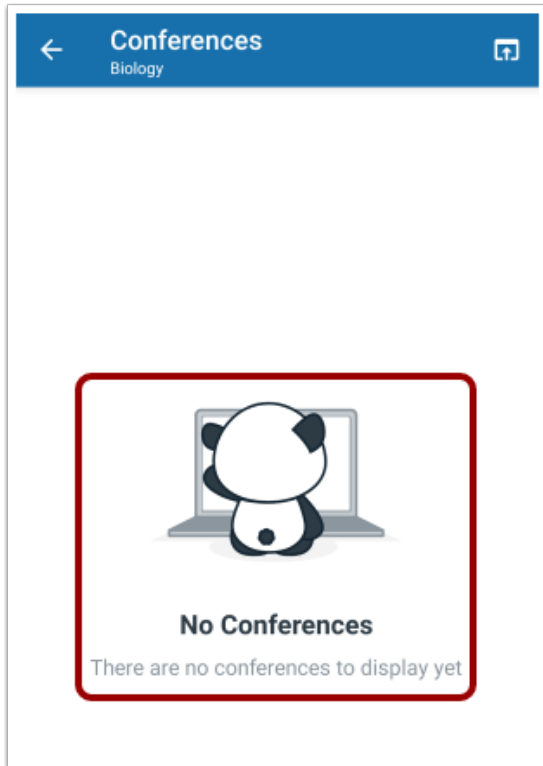 Conferences
Biology
No Conferences
There are no conferences to display yet